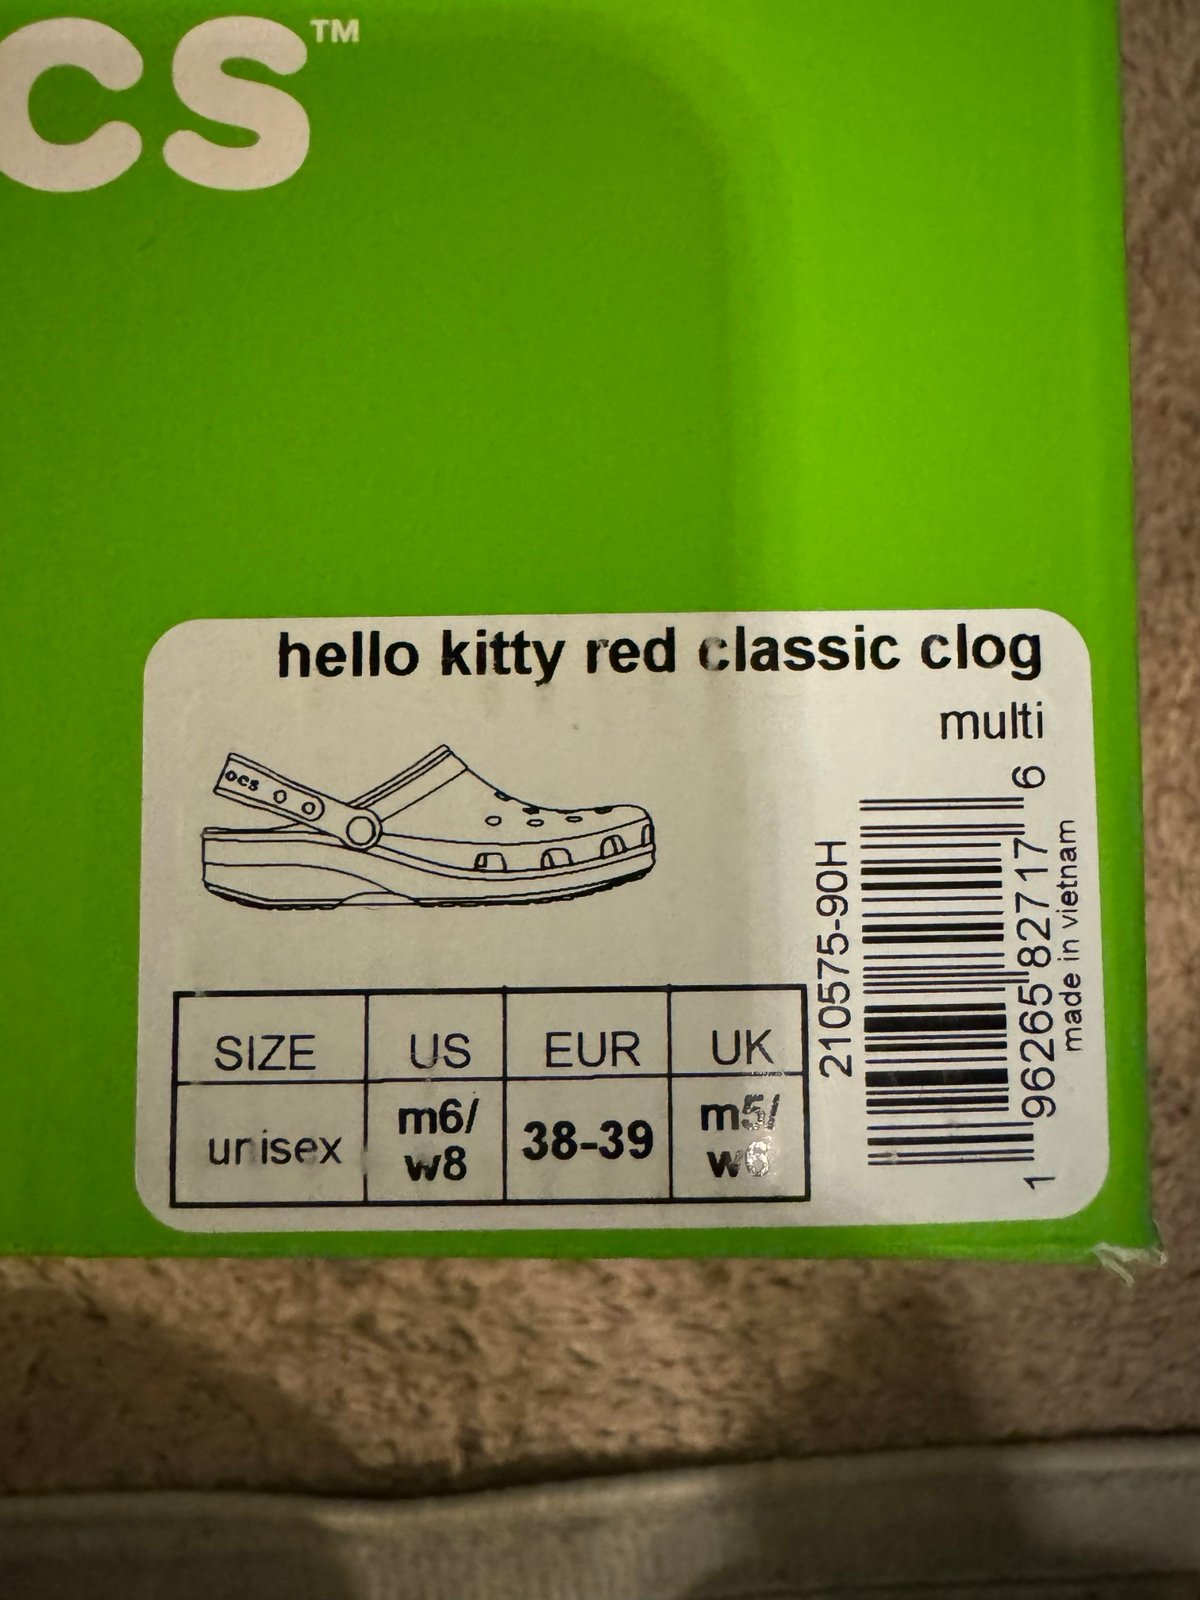 cs™
hello kitty red classic clog
multi
ocs
210575-90H
1 96265 82717 6
made in vietnam
SIZE US EUR UK
unisex m6/ w8 38-39 m5/ w6